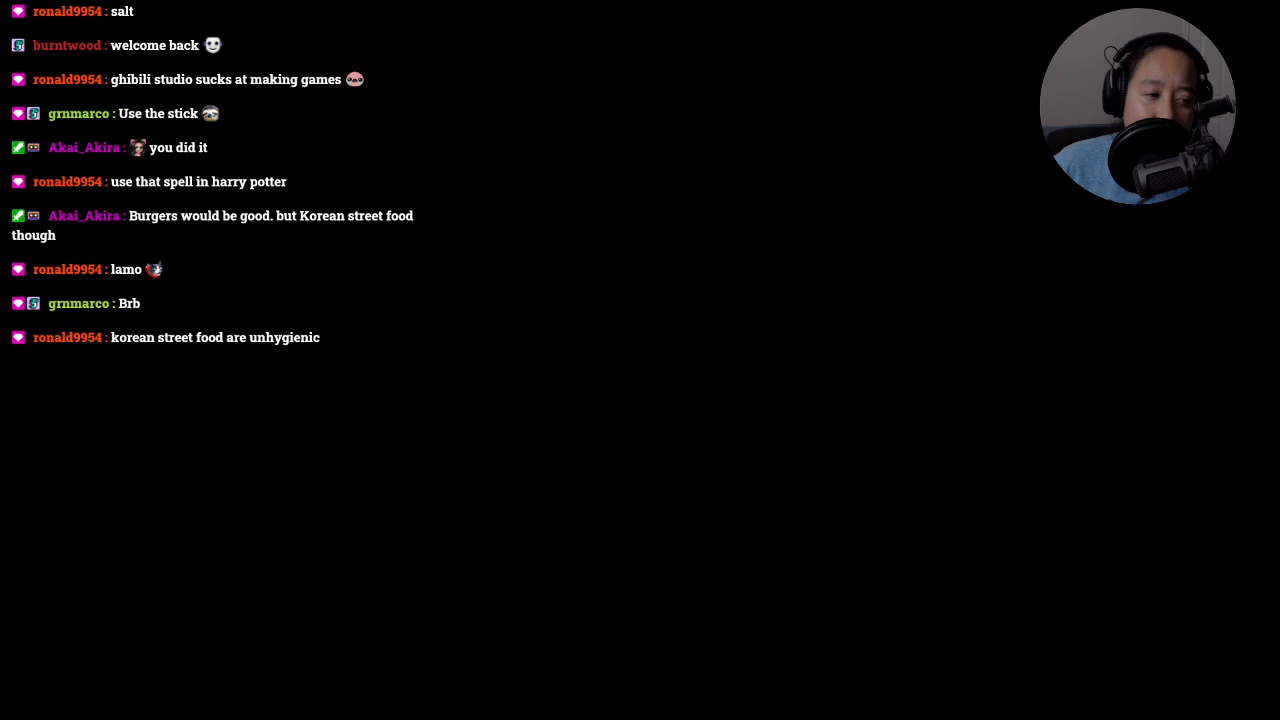 ronald9954 : salt
burntwood : welcome back
ronald9954 : ghibili studio sucks at making games
grnmarco : Use the stick
Akai_Akira : you did it
ronald9954 : use that spell in harry potter
Akai_Akira : Burgers would be good. but Korean street food
though
ronald9954 : lamo
grnmarco : Brb
ronald9954 : korean street food are unhygienic